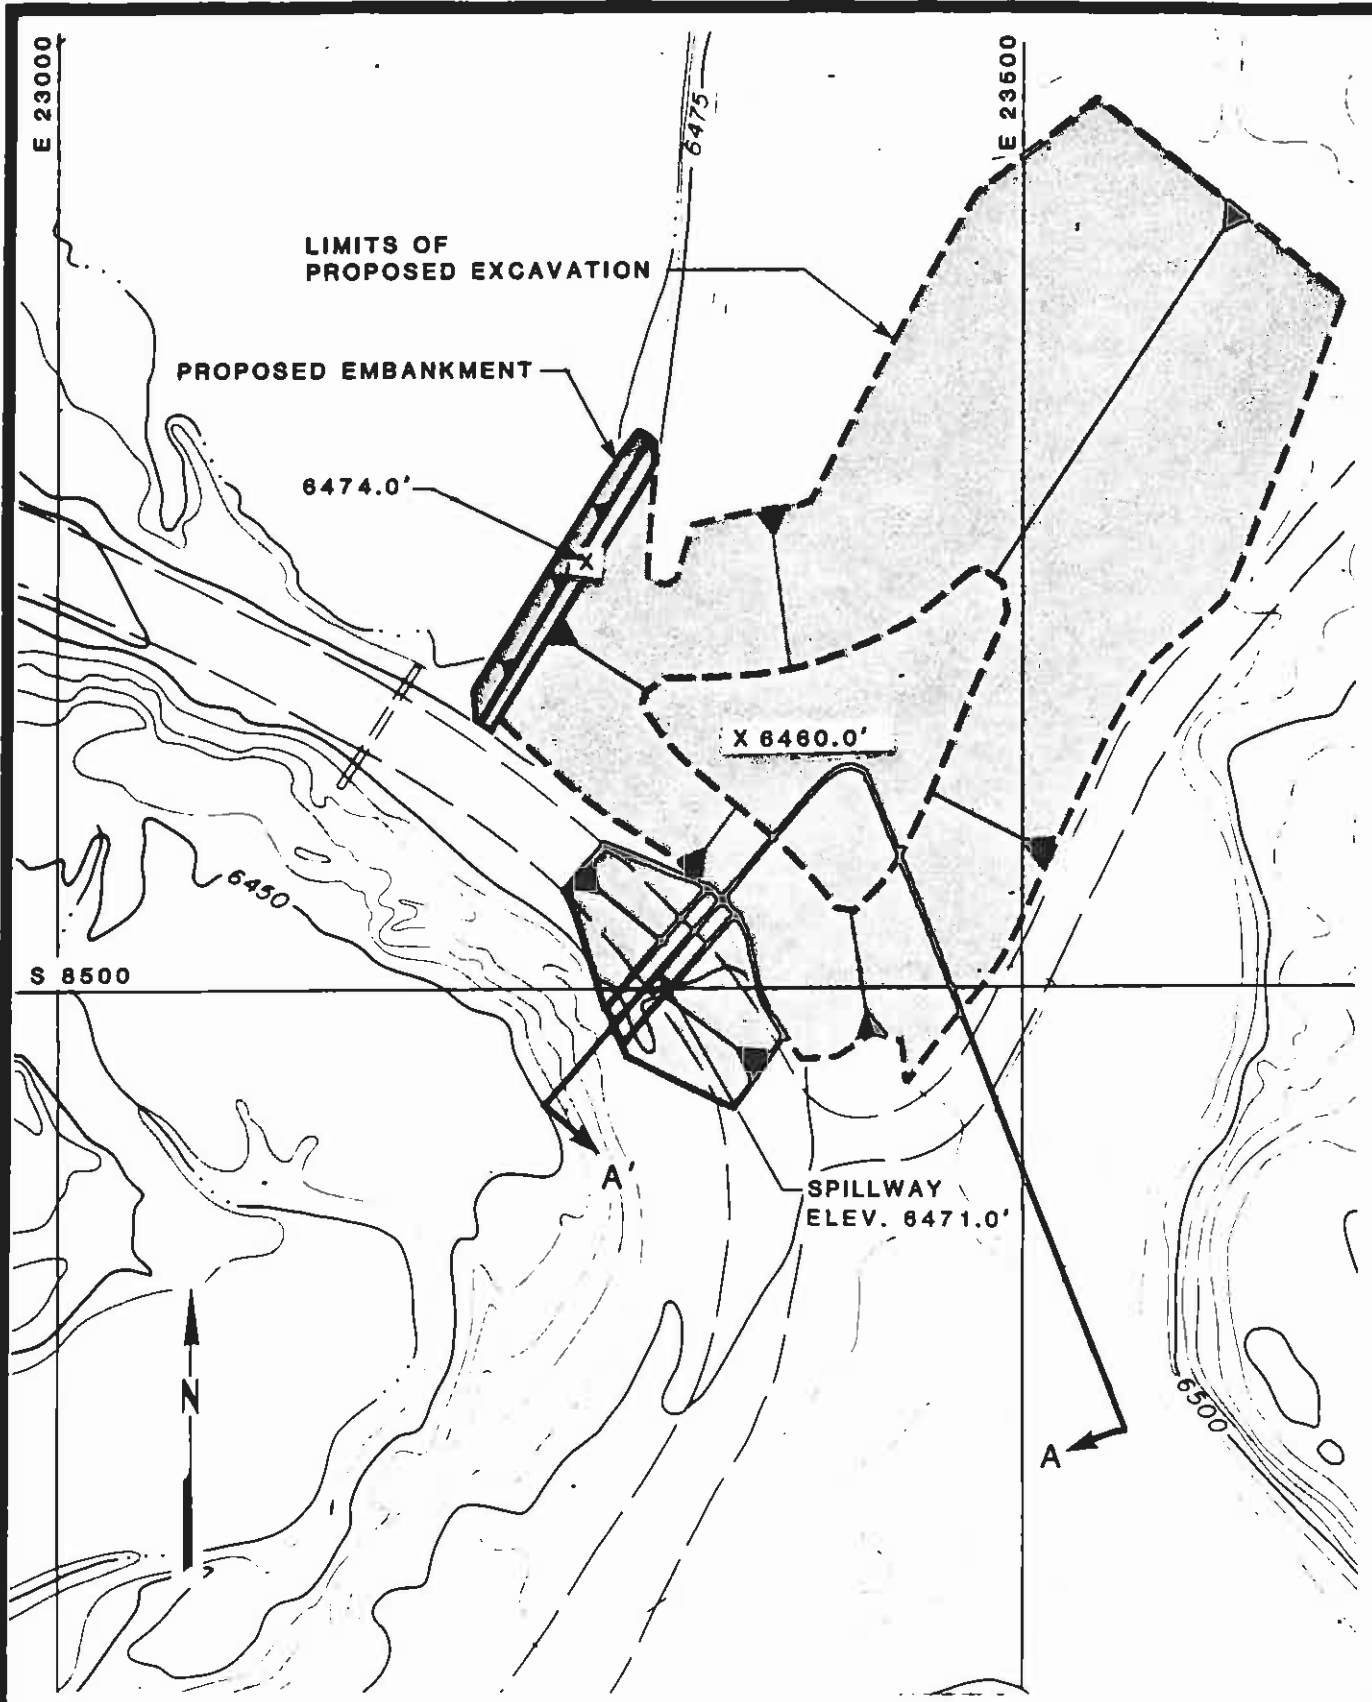 E 23000
E 23500
6475
LIMITS OF
PROPOSED EXCAVATION
PROPOSED EMBANKMENT
6474.0'
X
X 6460.0'
6450
S 8500
A'
SPILLWAY
ELEV. 6471.0'
N
6500
A